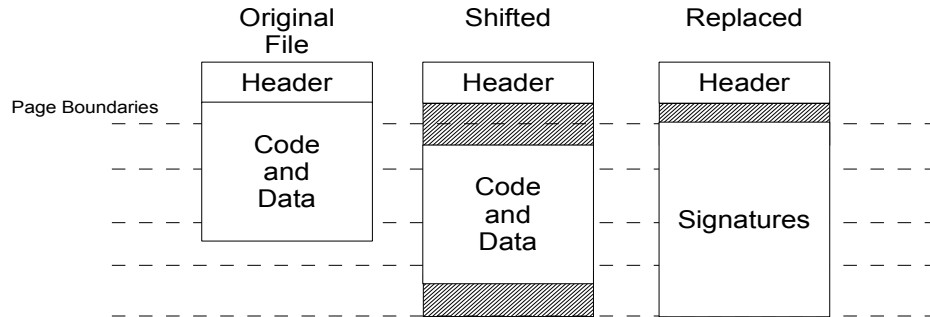 Original
File
Shifted
Replaced
Header
Header
Header
Page Boundaries
Code
and
Data
Code
and
Data
Signatures